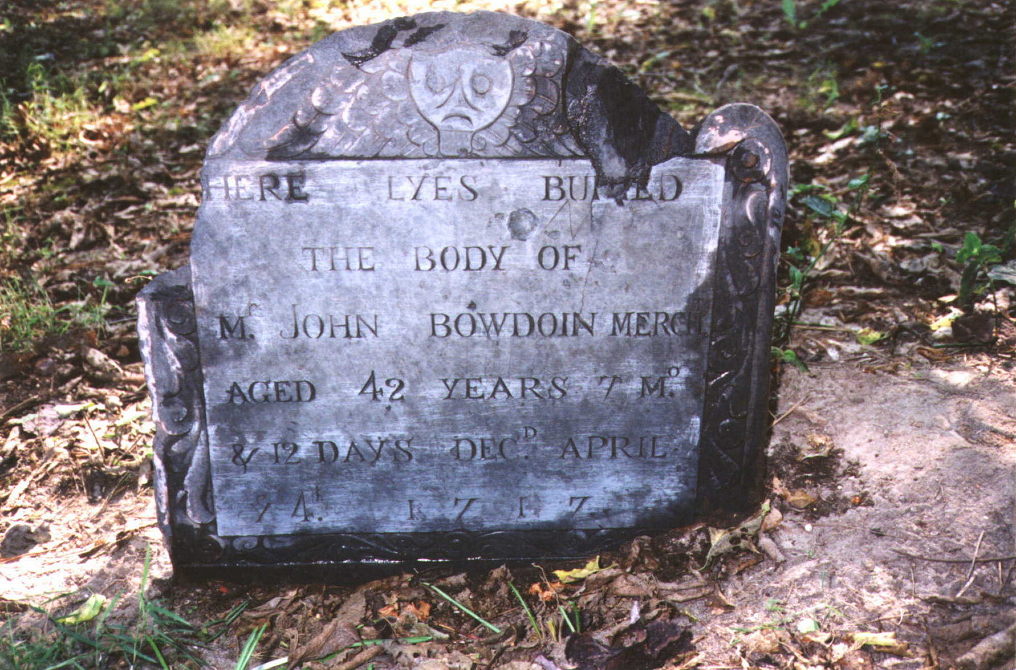 HERE LYES BURIED
THE BODY OF
Mr. JOHN BOWDOIN MERCH
AGED 42 YEARS 7 Mo.
& 12 DAYS DECD. APRIL
1717